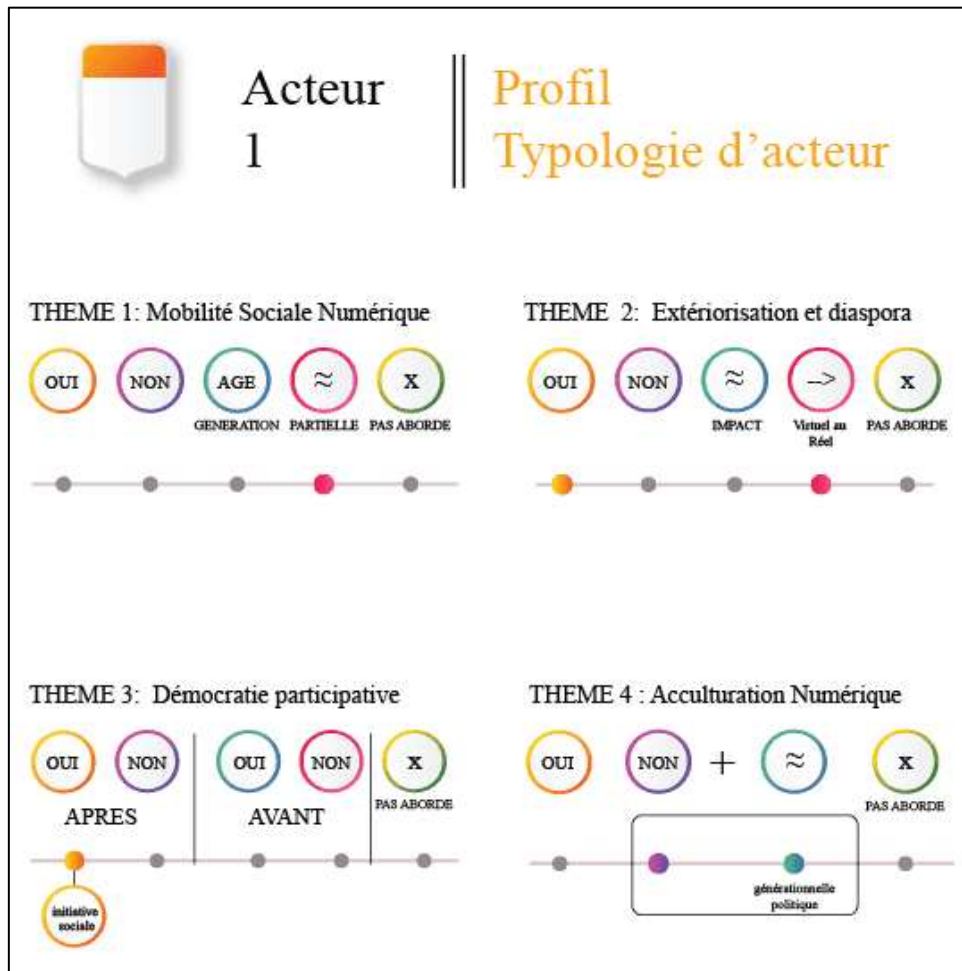 Acteur
1
Profil
Typologie d’acteur
THEME 1: Mobilité Sociale Numérique
OUI NON AGE ≈ X
GENERATION PARTIELLE PAS ABORDE
THEME 2: Extériorisation et diaspora
OUI NON ≈ --> X
IMPACT Virtuel au PAS ABORDE
Réel
THEME 3: Démocratie participative
OUI NON OUI NON X
PAS ABORDE
APRES AVANT
initiative
sociale
THEME 4 : Acculturation Numérique
OUI NON + ≈ X
PAS ABORDE
générationnelle
politique